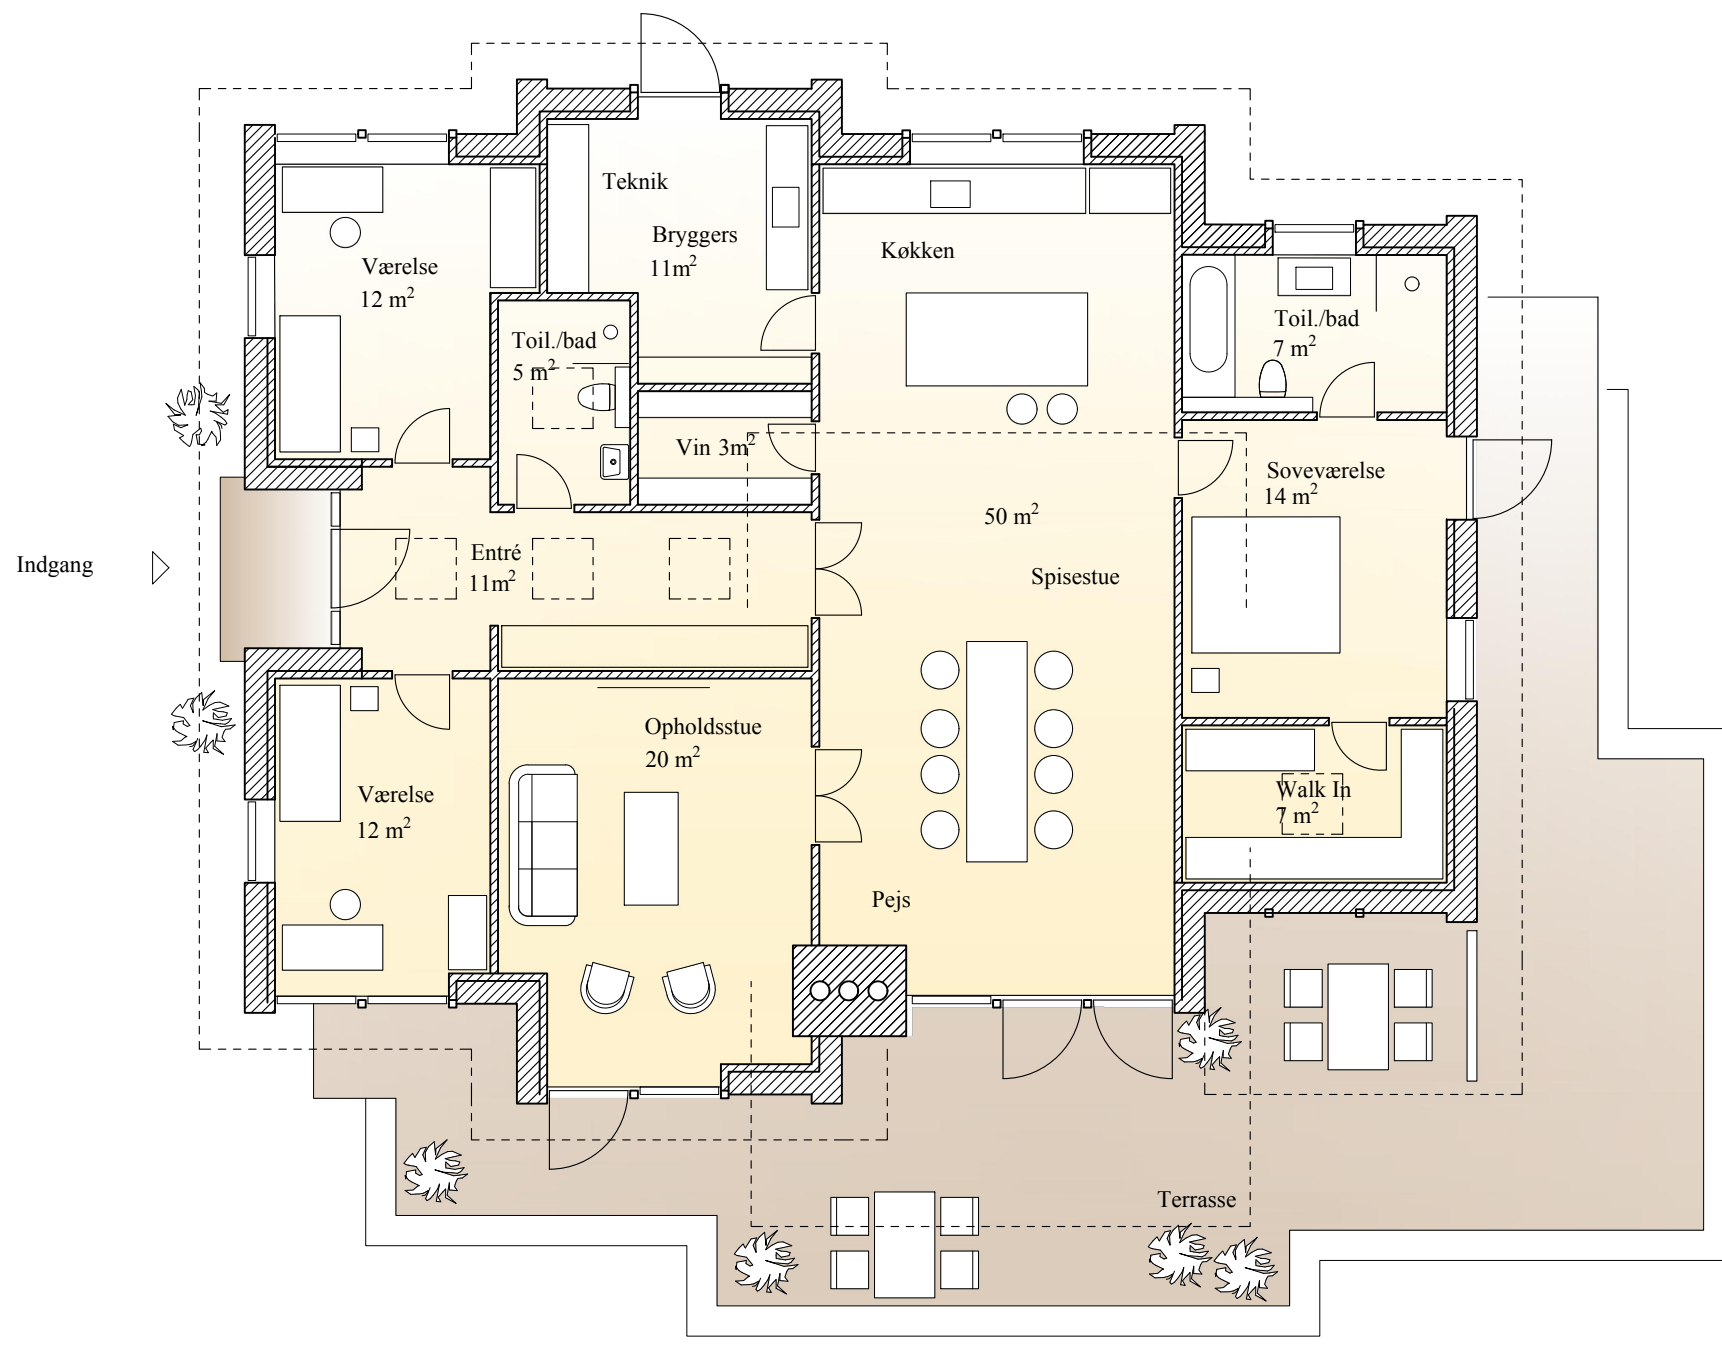 Teknik
Bryggers
11m²
Køkken
Værelse
12 m²
Toil./bad
5 m²
Toil./bad
7 m²
Vin 3m²
Soveværelse
14 m²
50 m²
Indgang
Entré
11m²
Spisestue
Opholdsstue
20 m²
Værelse
12 m²
Walk In
7 m²
Pejs
Terrasse